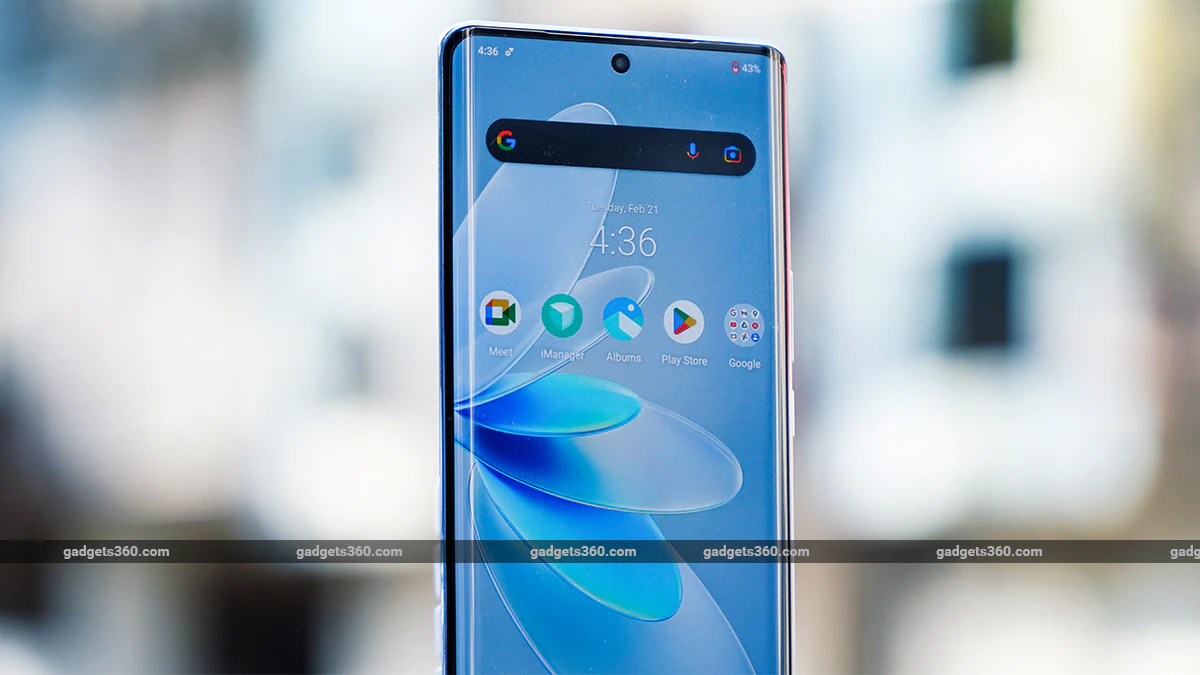 4:36
43%
Tuesday, Feb 21
4:36
Meet iManager Albums Play Store Google
gadgets360.com gadgets360.com gadgets360.com gadgets360.com gadgets360.com gadg